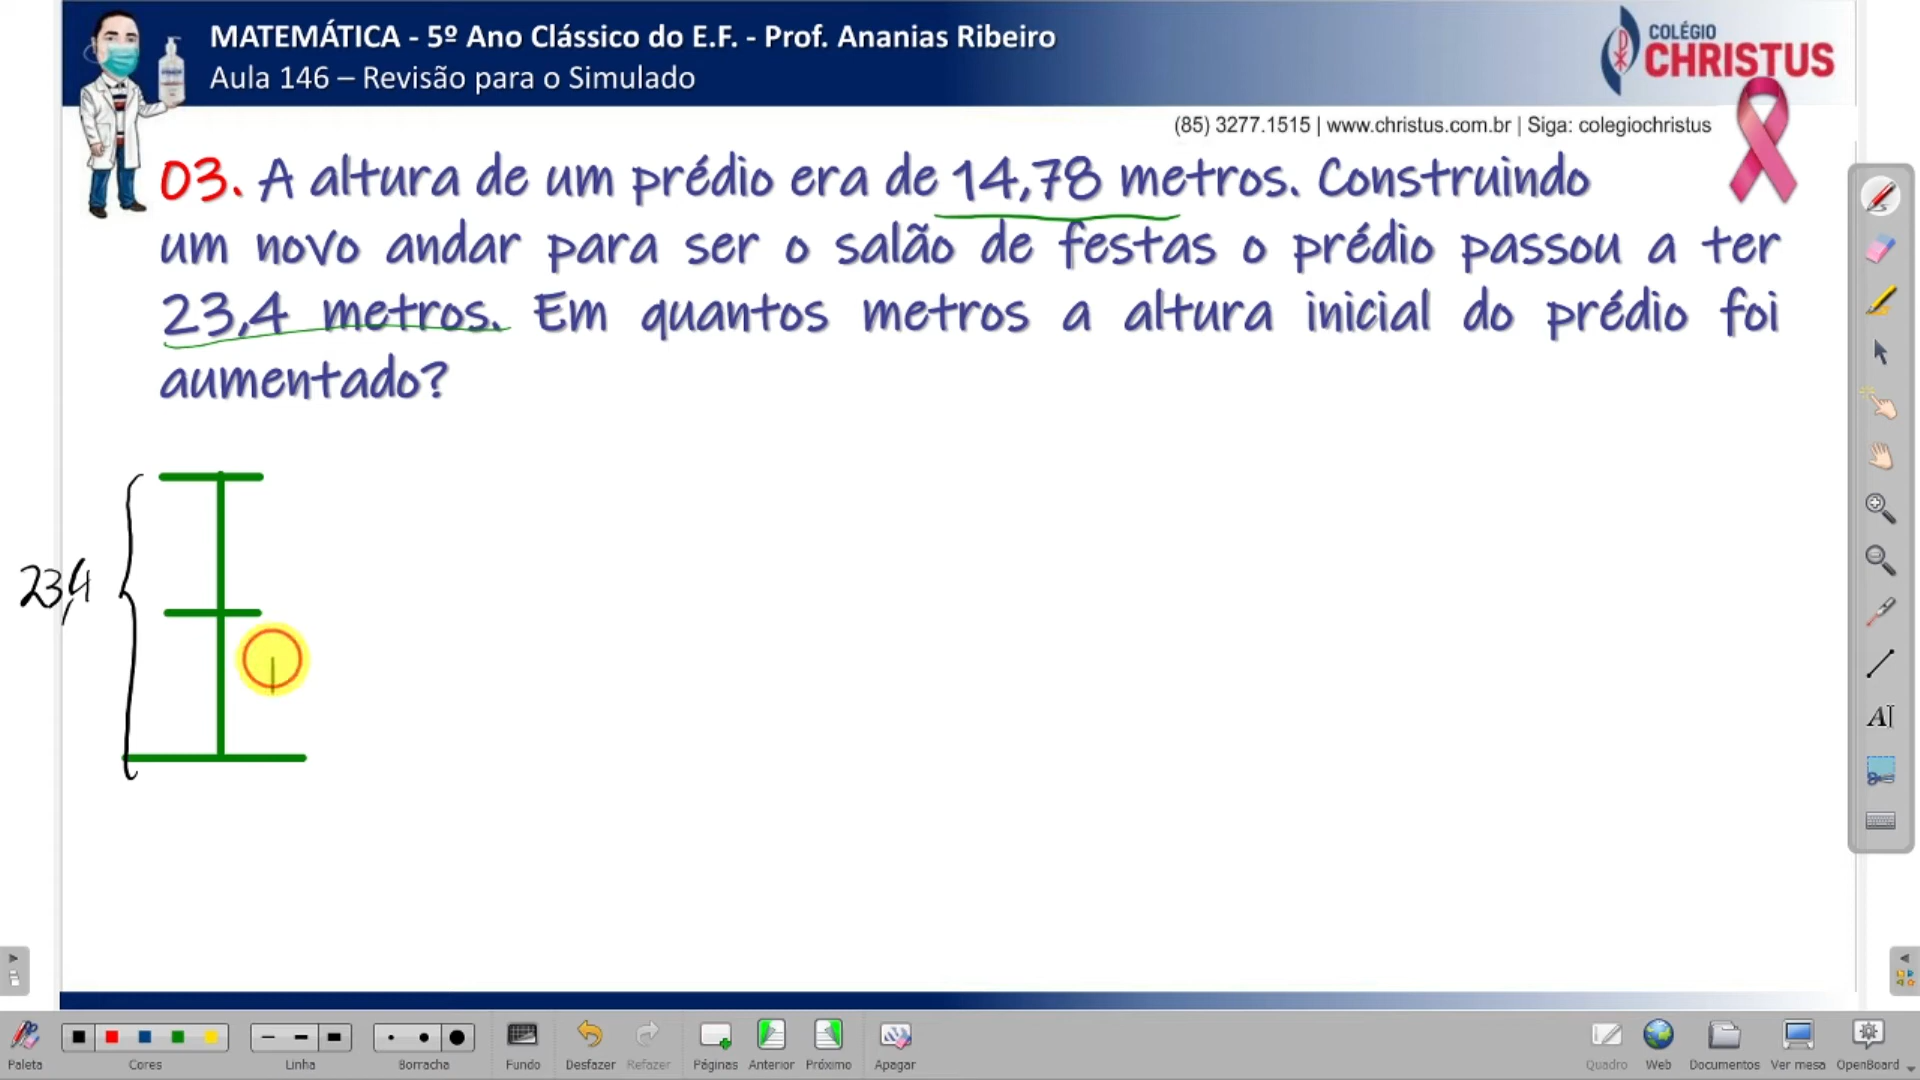 MATEMÁTICA - 5º Ano Clássico do E.F. - Prof. Ananias Ribeiro
Aula 146 – Revisão para o Simulado
COLÉGIO
CHRISTUS
(85) 3277.1515 | www.christus.com.br | Siga: colegiochristus
03. A altura de um prédio era de 14,78 metros. Construindo
um novo andar para ser o salão de festas o prédio passou a ter
23,4 metros. Em quantos metros a altura inicial do prédio foi
aumentado?
23,4
Paleta
Cores
Linha
Borracha
Fundo
Desfazer
Refazer
Páginas
Anterior
Próximo
Apagar
Quadro
Web
Documentos
Ver mesa
OpenBoard